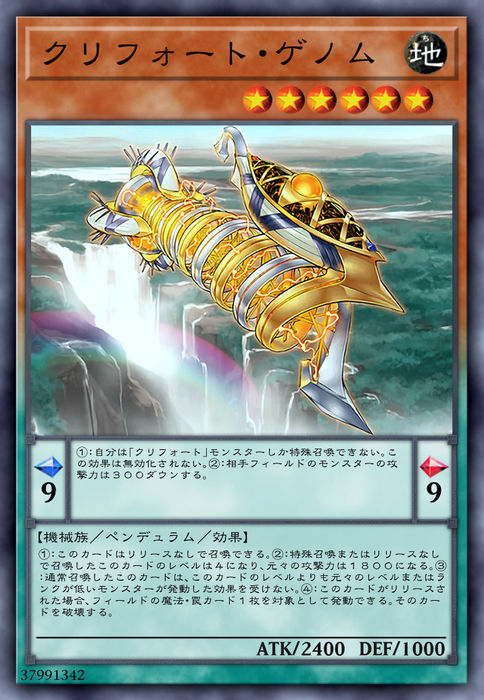 クリフォート・ゲノム
地
ち
9
①:自分は「クリフォート」モンスターしか特殊召喚できない。こ
の効果は無効化されない。②:相手フィールドのモンスターの攻
撃力は300ダウンする。
9
【機械族/ペンデュラム/効果】
①:このカードはリリースなしで召喚できる。②:特殊召喚またはリリースなし
で召喚したこのカードのレベルは4になり、元々の攻撃力は1800になる。③
:通常召喚したこのカードは、このカードのレベルよりも元々のレベルまたはラ
ンクが低いモンスターが発動した効果を受けない。④:このカードがリリースさ
れた場合、フィールドの魔法・罠カード1枚を対象として発動できる。そのカー
ドを破壊する。
ATK/2400 DEF/1000
37991342